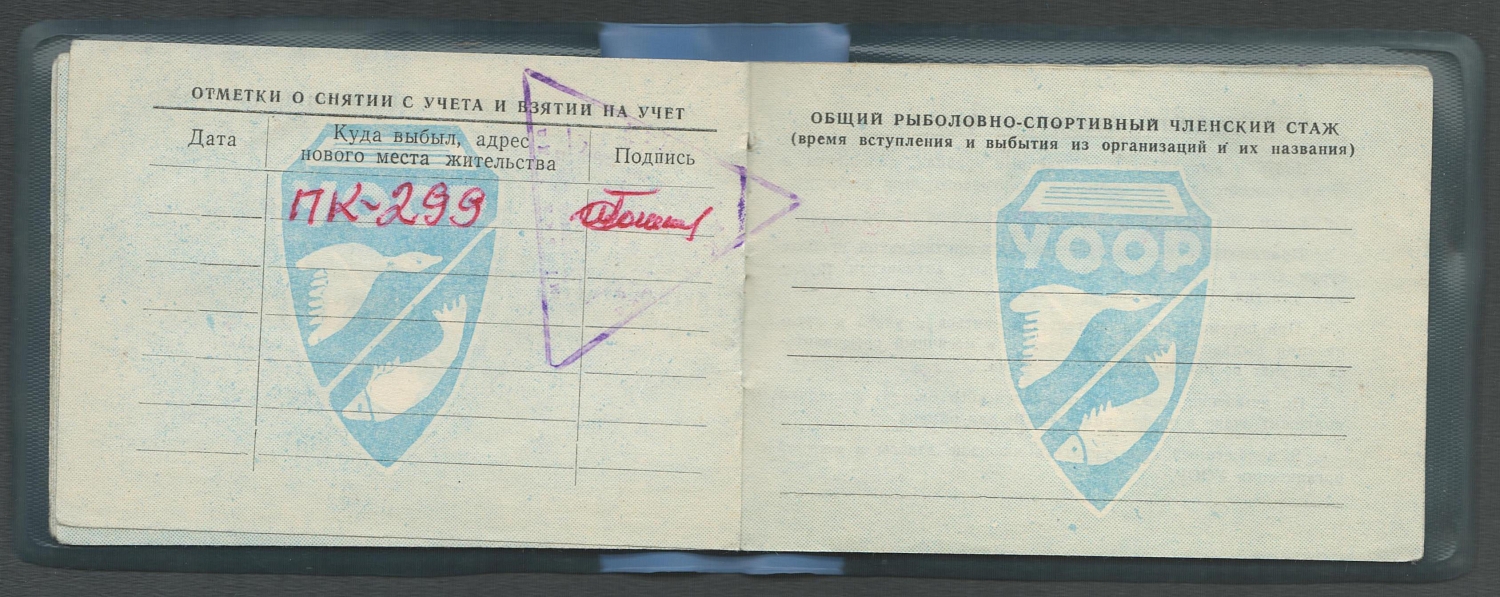 ОТМЕТКИ О СНЯТИИ С УЧЕТА И ВЗЯТИИ НА УЧЕТ
Дата
Куда выбыл, адрес
нового места жительства
Подпись
ПК-299
ОБЩИЙ РЫБОЛОВНО-СПОРТИВНЫЙ ЧЛЕНСКИЙ СТАЖ
(время вступления и выбытия из организаций и их названия)
УООР